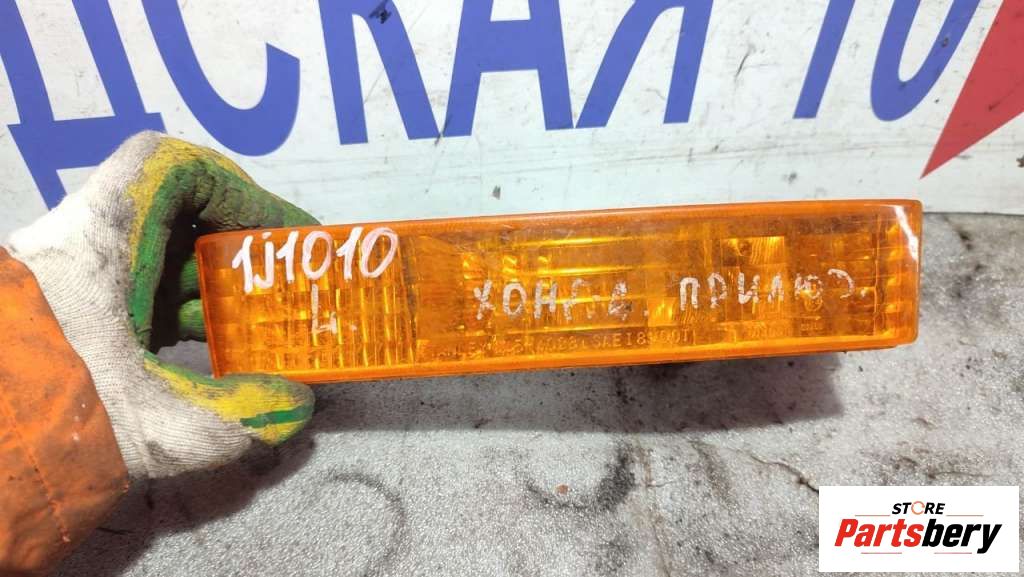 ДСКАЯ 10
1J1010
L.
ХОНДА. ПРИЛЮД.
STORE
Partsbery